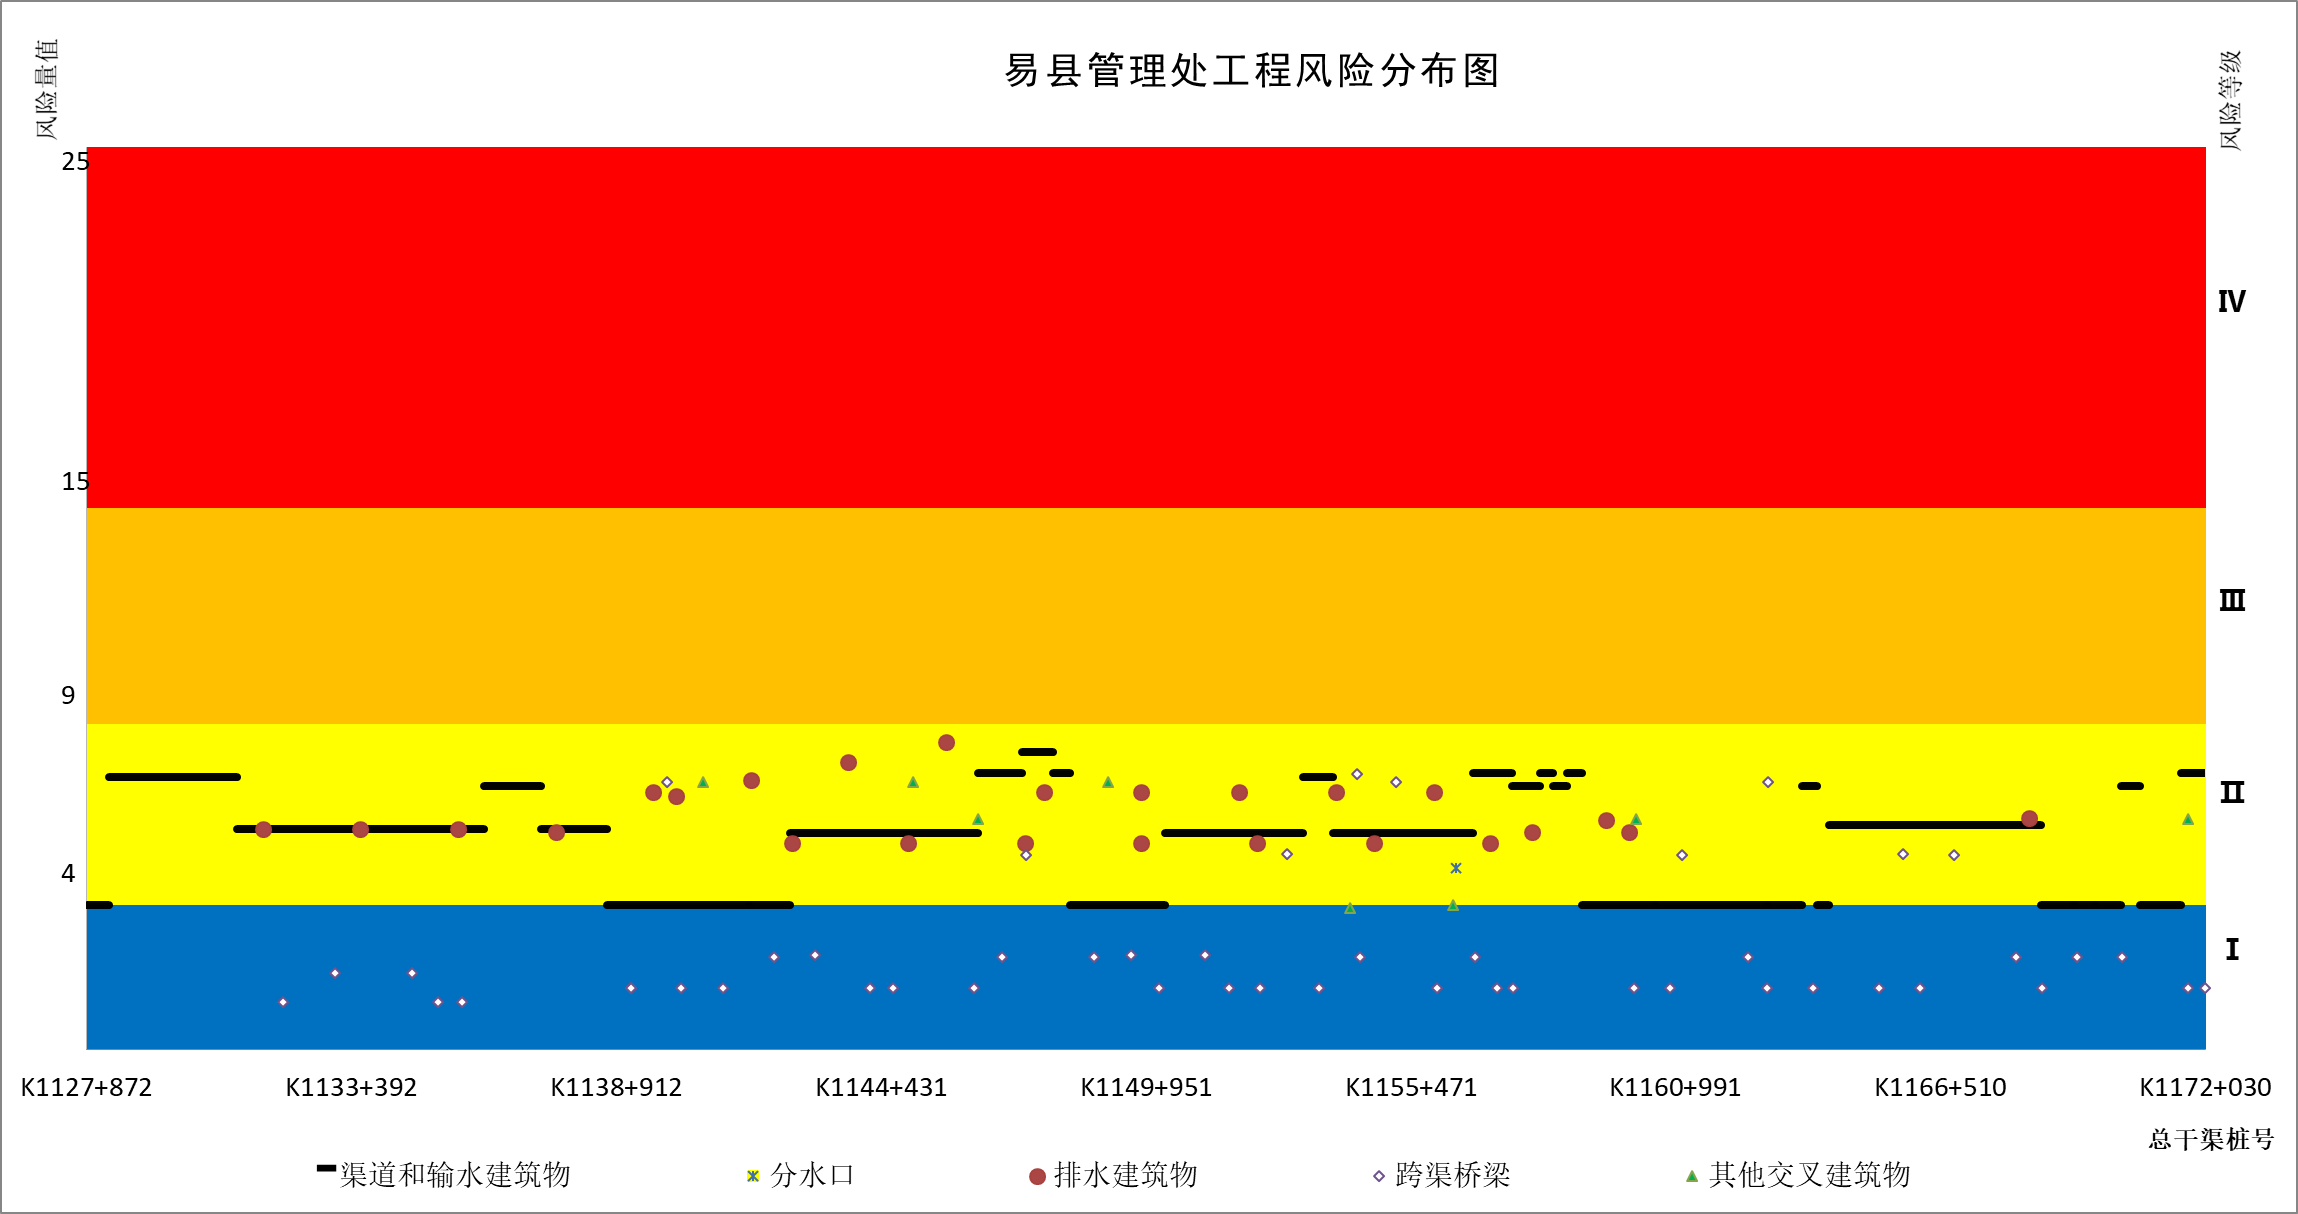 易县管理处工程风险分布图
风险量值
风险等级
25
15
9
4
IV
III
II
I
K1127+872 K1133+392 K1138+912 K1144+431 K1149+951 K1155+471 K1160+991 K1166+510 K1172+030
总干渠桩号
渠道和输水建筑物 分水口 排水建筑物 跨渠桥梁 其他交叉建筑物